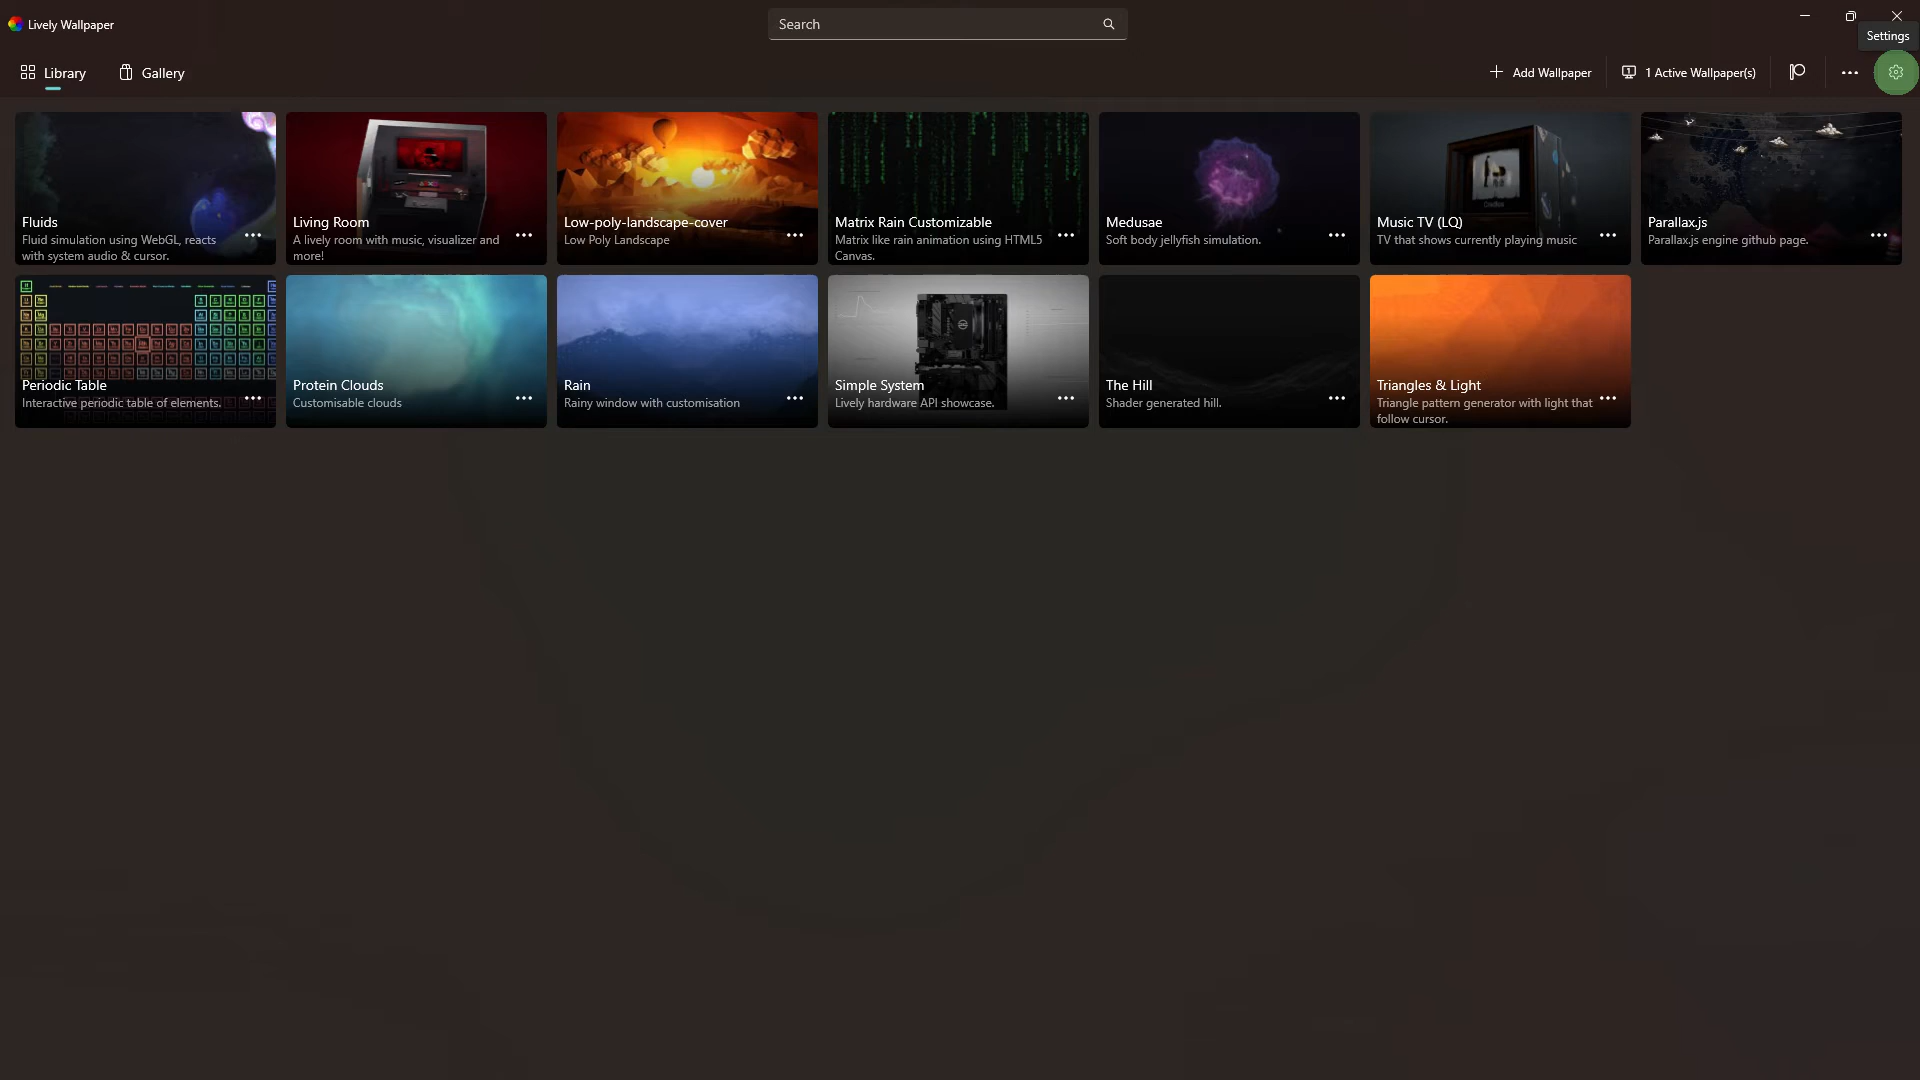 Lively Wallpaper
Search
Settings
Library
Gallery
Add Wallpaper
1 Active Wallpaper(s)
Fluids
Fluid simulation using WebGL, reacts
with system audio & cursor.
Living Room
A lively room with music, visualizer and
more!
Low-poly-landscape-cover
Low Poly Landscape
Matrix Rain Customizable
Matrix like rain animation using HTML5
Canvas.
Medusae
Soft body jellyfish simulation.
Music TV (LQ)
TV that shows currently playing music
Parallax.js
Parallax.js engine github page.
Periodic Table
Interactive periodic table of elements.
Protein Clouds
Customisable clouds
Rain
Rainy window with customisation
Simple System
Lively hardware API showcase.
The Hill
Shader generated hill.
Triangles & Light
Triangle pattern generator with light that
follow cursor.